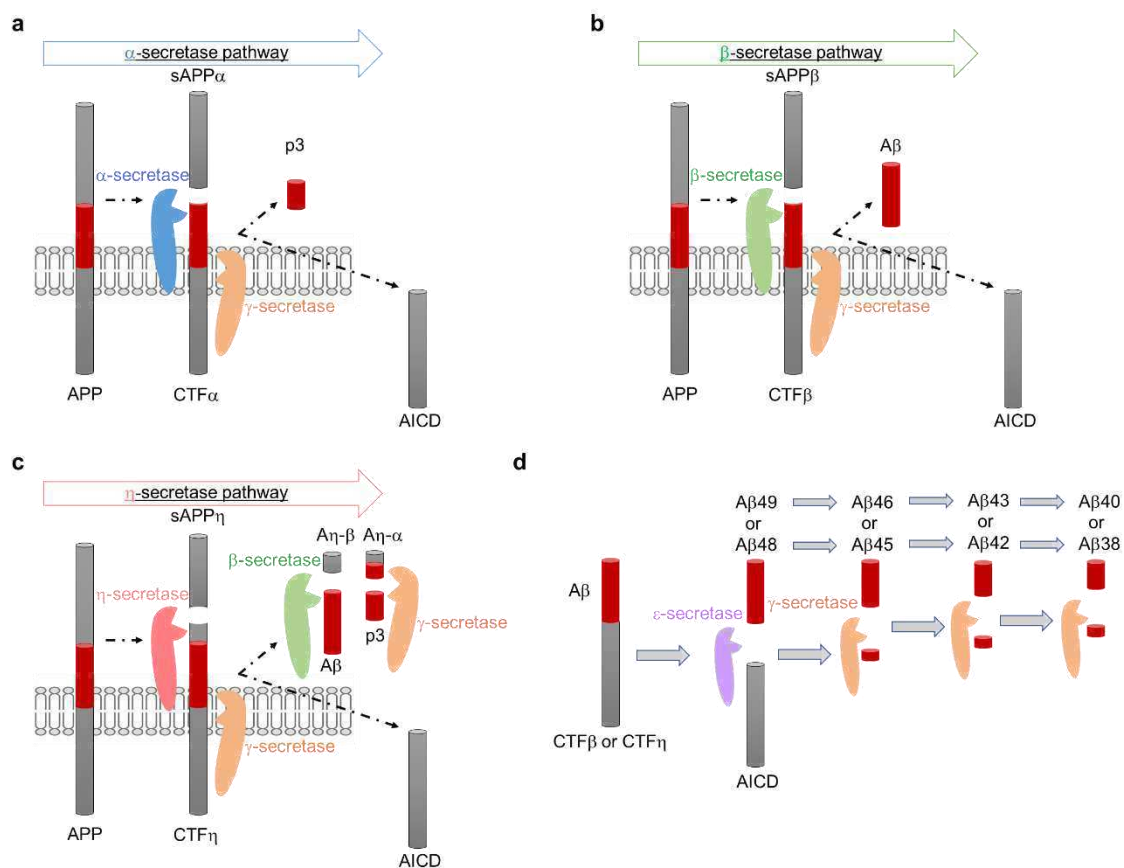 a
α-secretase pathway
sAPPα
p3
α-secretase
γ-secretase
APP
CTFα
AICD
b
β-secretase pathway
sAPPβ
Aβ
β-secretase
γ-secretase
APP
CTFβ
AICD
c
η-secretase pathway
sAPPη
Aη-β Aη-α
β-secretase
η-secretase
γ-secretase
p3
Aβ
γ-secretase
APP
CTFη
AICD
d
Aβ49 Aβ46 Aβ43 Aβ40
or or or or
Aβ48 Aβ45 Aβ42 Aβ38
Aβ
ε-secretase γ-secretase
CTFβ or CTFη
AICD